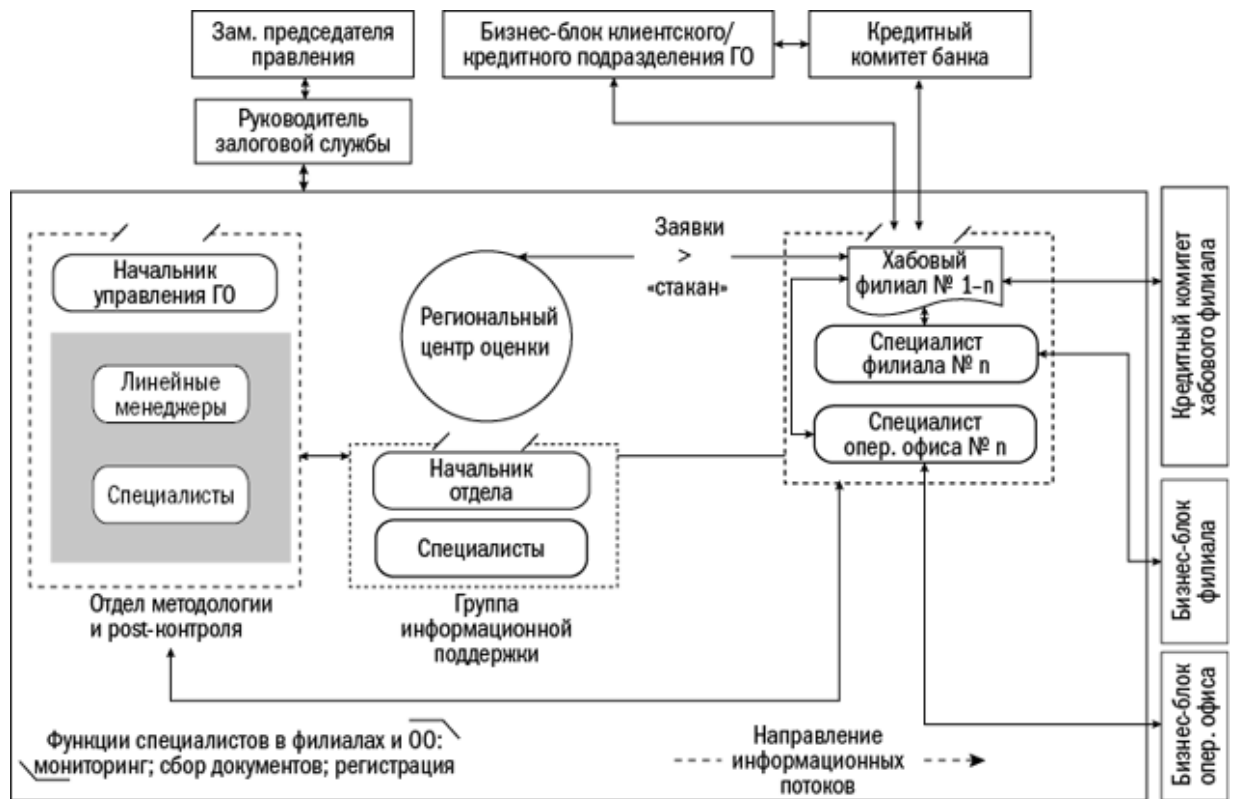 Зам. председателя
правления
Бизнес-блок клиентского/
кредитного подразделения ГО
Кредитный
комитет банка
Руководитель
залоговой службы
Начальник
управления ГО
Линейные
менеджеры
Специалисты
Отдел методологии
и post-контроля
Региональный
центр оценки
Начальник
отдела
Специалисты
Группа
информационной
поддержки
Заявки
>
«стакан»
Хабовый
филиал № 1–n
Специалист
филиала № n
Специалист
опер. офиса № n
Кредитный комитет
хабового филиала
Бизнес-блок
филиала
Бизнес-блок
опер. офиса
Функции специалистов в филиалах и ОО:
мониторинг; сбор документов; регистрация
Направление
информационных
потоков